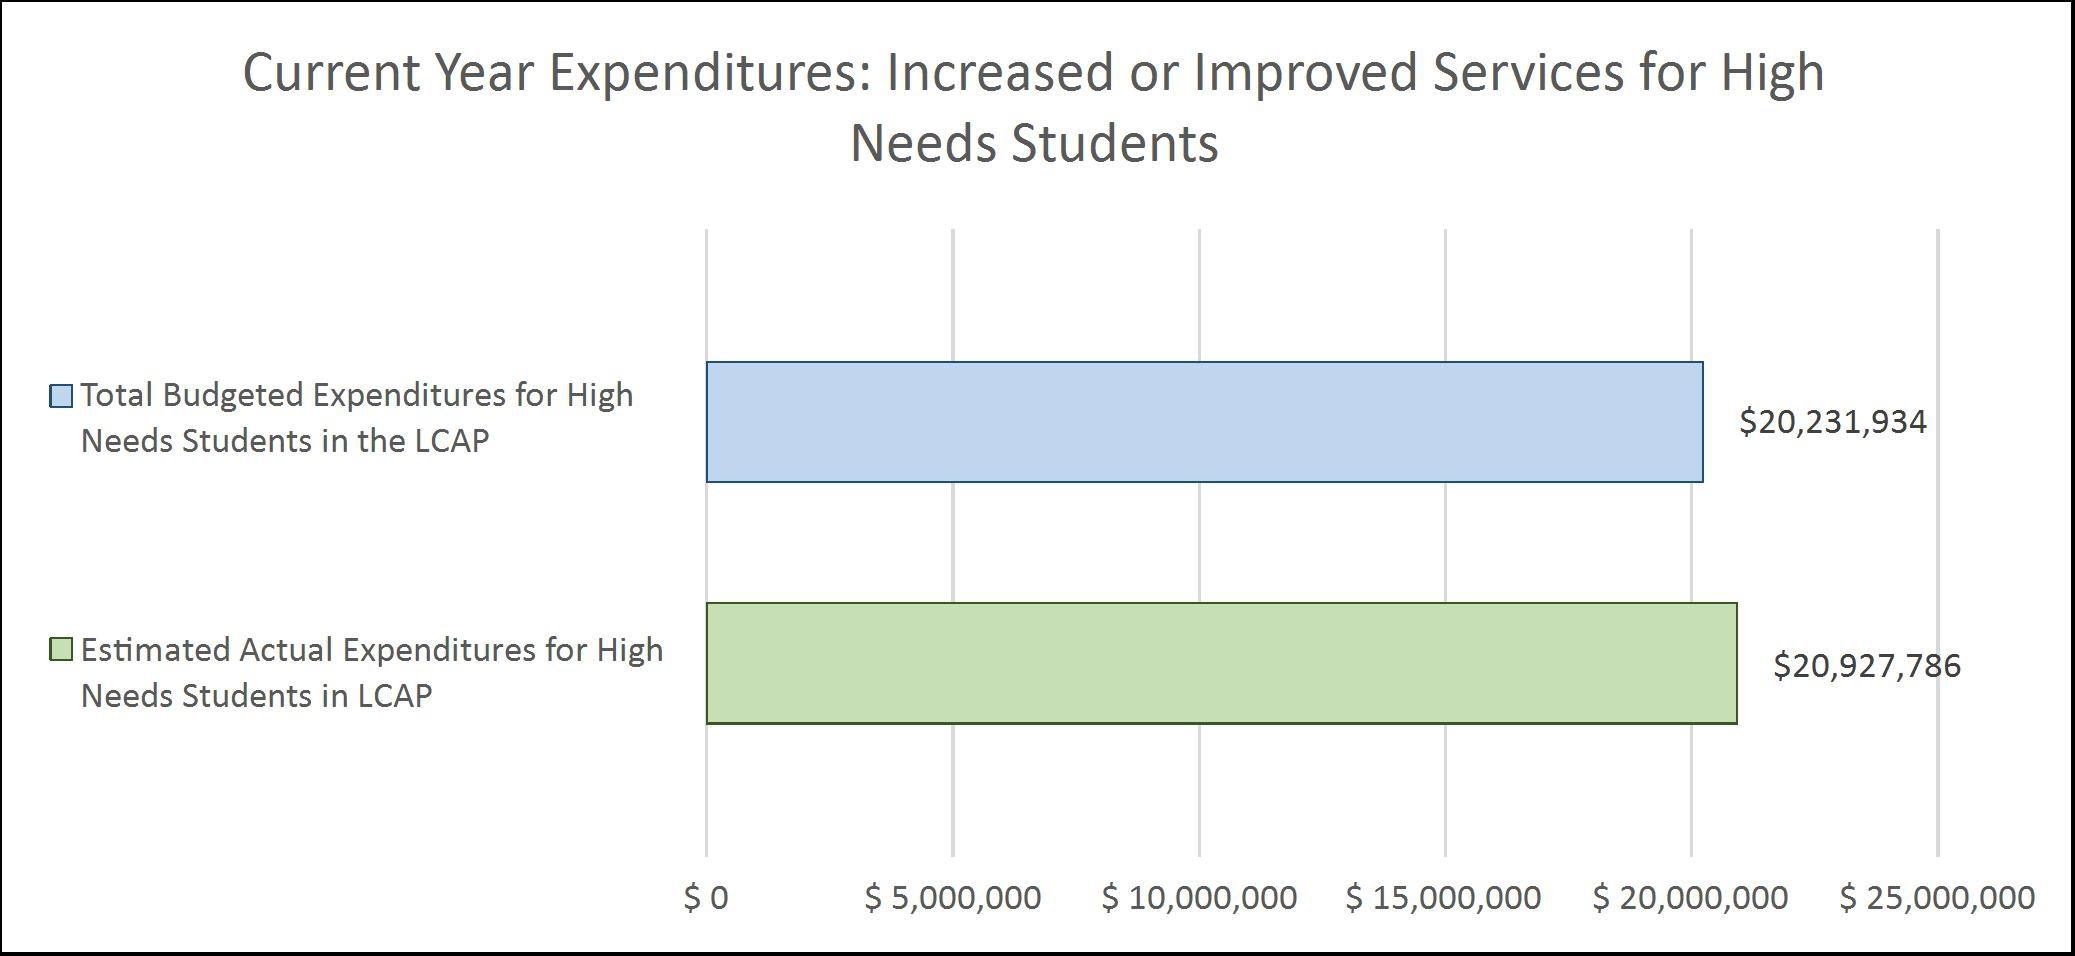 Current Year Expenditures: Increased or Improved Services for High
Needs Students
Total Budgeted Expenditures for High
Needs Students in the LCAP
$20,231,934
Estimated Actual Expenditures for High
Needs Students in LCAP
$20,927,786
$ 0
$ 5,000,000
$ 10,000,000
$ 15,000,000
$ 20,000,000
$ 25,000,000